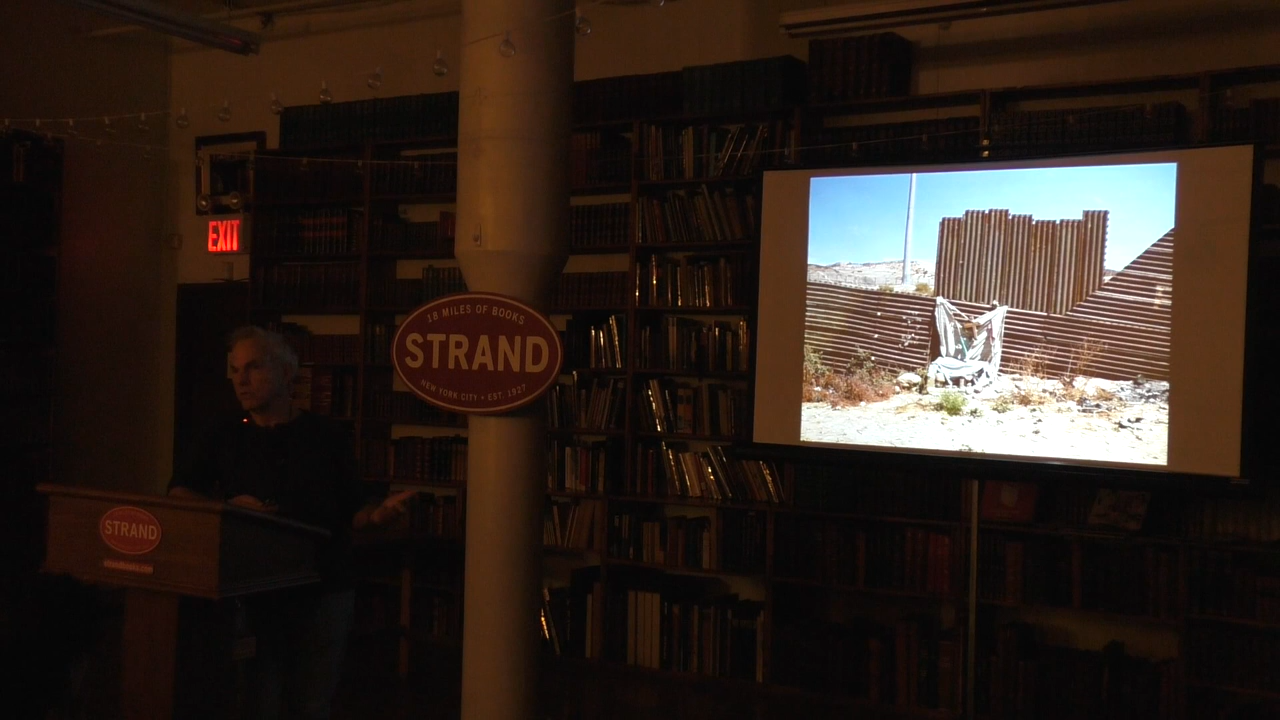 EXIT
18 MILES OF BOOKS
STRAND
NEW YORK CITY • EST. 1927
STRAND